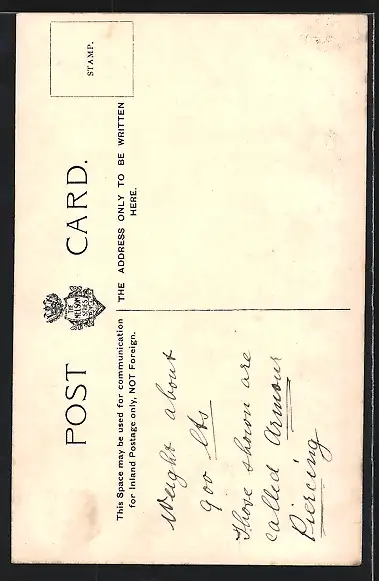 POST CARD.
STAMP.
This Space may be used for communication
for Inland Postage only, NOT Foreign.
THE ADDRESS ONLY TO BE WRITTEN
HERE.
Weight about
900 lbs
Those shown are
called Armour
Piercing